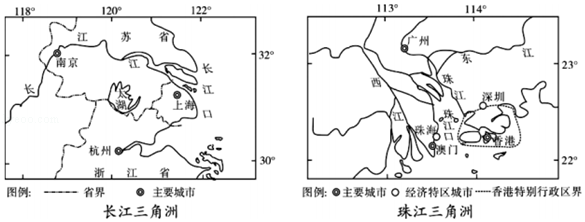 118° 120° 122°
江 苏 省
32°
南京
长 江
长江口
太湖
上海
杭州
30°
浙 江 省
图例: 省界 主要城市
长江三角洲
113° 114°
广州
东 江
23°
西江
珠江
深圳
珠江口
珠海
香港
澳门
22°
图例: 主要城市 经济特区城市 香港特别行政区界
珠江三角洲